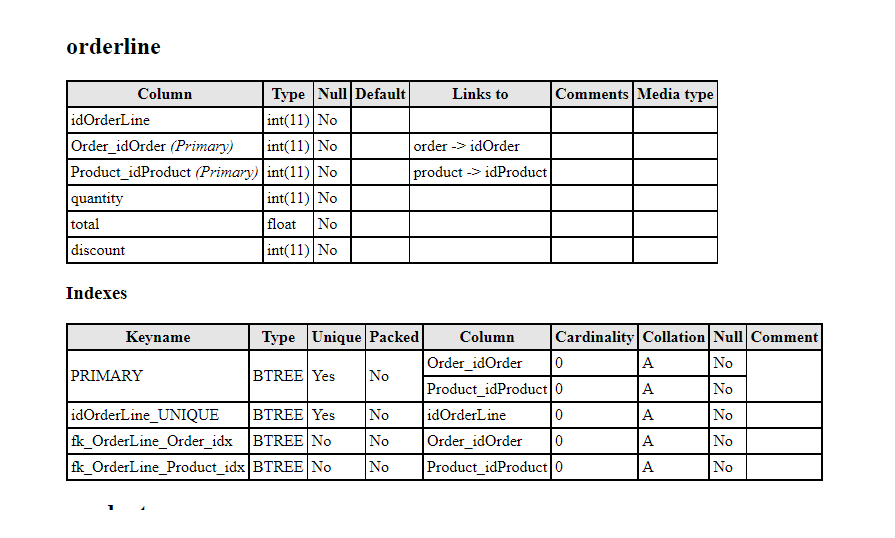 orderline
Column Type Null Default Links to Comments Media type
idOrderLine int(11) No
Order_idOrder (Primary) int(11) No order -> idOrder
Product_idProduct (Primary) int(11) No product -> idProduct
quantity int(11) No
total float No
discount int(11) No
Indexes
Keyname Type Unique Packed Column Cardinality Collation Null Comment
PRIMARY BTREE Yes No Order_idOrder 0 A No
Product_idProduct 0 A No
idOrderLine_UNIQUE BTREE Yes No idOrderLine 0 A No
fk_OrderLine_Order_idx BTREE No No Order_idOrder 0 A No
fk_OrderLine_Product_idx BTREE No No Product_idProduct 0 A No